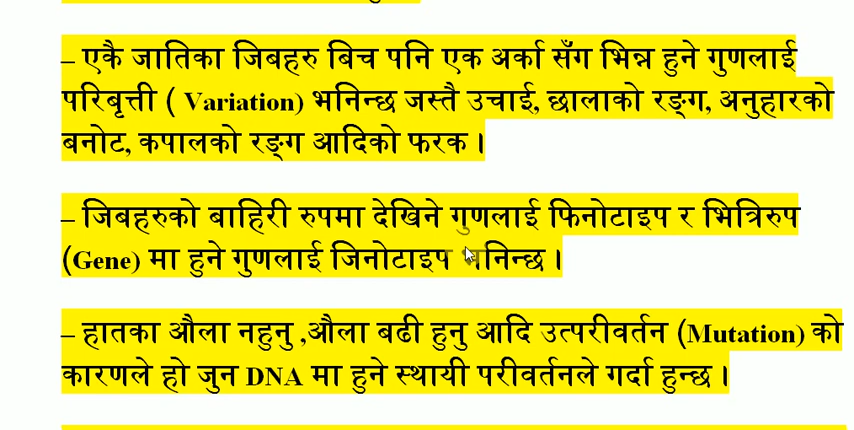 – एकै जातिका जिबहरु बिच पनि एक अर्का सँग भिन्न हुने गुणलाई
परिबृत्ती ( Variation) भनिन्छ जस्तै उचाई, छालाको रङ्ग, अनुहारको
बनोट, कपालको रङ्ग आदिको फरक ।
– जिबहरुको बाहिरी रुपमा देखिने गुणलाई फिनोटाइप र भित्रिरुप
(Gene) मा हुने गुणलाई जिनोटाइप भनिन्छ ।
– हातका औला नहुनु ,औला बढी हुनु आदि उत्परीवर्तन (Mutation) को
कारणले हो जुन DNA मा हुने स्थायी परीवर्तनले गर्दा हुन्छ ।